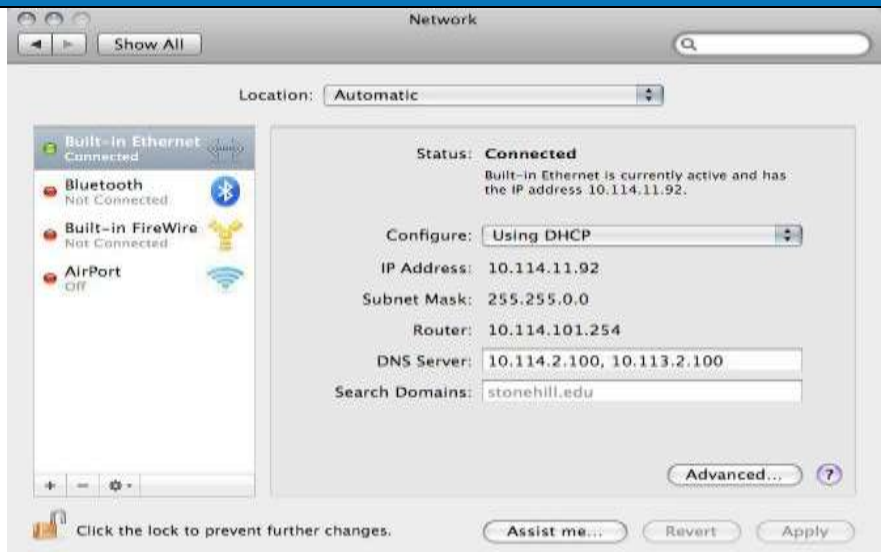 Network
Show All
Location: Automatic
Built-in Ethernet
Connected
Bluetooth
Not Connected
Built-in FireWire
Not Connected
AirPort
Off
Status: Connected
Built-in Ethernet is currently active and has
the IP address 10.114.11.92.
Configure: Using DHCP
IP Address: 10.114.11.92
Subnet Mask: 255.255.0.0
Router: 10.114.101.254
DNS Server: 10.114.2.100, 10.113.2.100
Search Domains: stonehill.edu
Advanced... ?
Click the lock to prevent further changes.
Assist me... Revert Apply